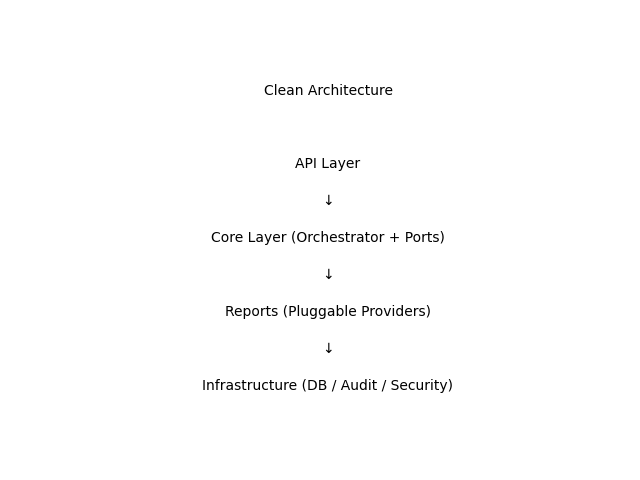 Clean Architecture
API Layer
↓
Core Layer (Orchestrator + Ports)
↓
Reports (Pluggable Providers)
↓
Infrastructure (DB / Audit / Security)